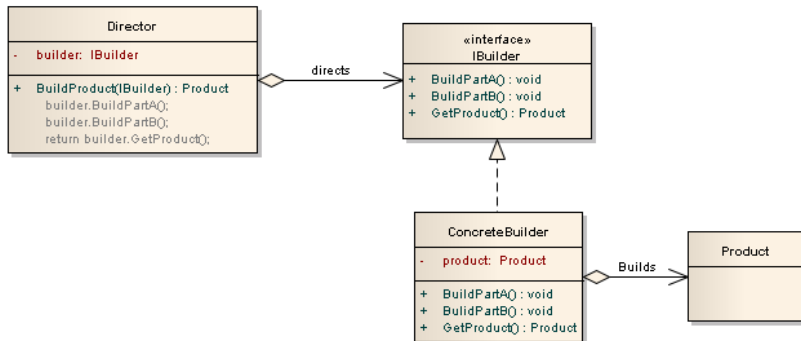 Director
- builder: IBuilder
+ BuildProduct(IBuilder) : Product
builder.BuildPartA();
builder.BuildPartB();
return builder.GetProduct();
directs
«interface»
IBuilder
+ BuildPartA() : void
+ BulidPartB() : void
+ GetProduct() : Product
ConcreteBuilder
- product: Product
+ BuildPartA() : void
+ BulidPartB() : void
+ GetProduct() : Product
Builds
Product